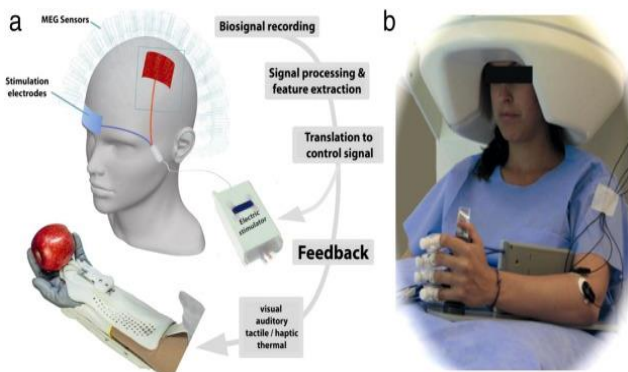 a
MEG Sensors
Stimulation
electrodes
Biosignal recording
Signal processing &
feature extraction
Translation to
control signal
Electric
stimulator
Feedback
visual
auditory
tactile / haptic
thermal
b